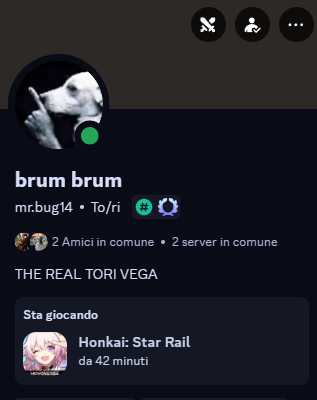 brum brum
mr.bug14 • To/ri
2 Amici in comune • 2 server in comune
THE REAL TORI VEGA
Sta giocando
Honkai: Star Rail
da 42 minuti